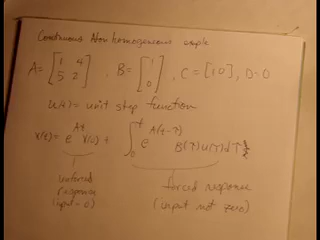 Continuous Non homogeneous example
A = [1 4 5 2] , B = [1 0] , C = [1 0], D=0
u(t) = unit step function
e^{At} x(0) + ∫_0^t e^{A(t-τ)} B(τ)u(τ)dτ
unforced forced response
response (input not zero)
(input = 0)